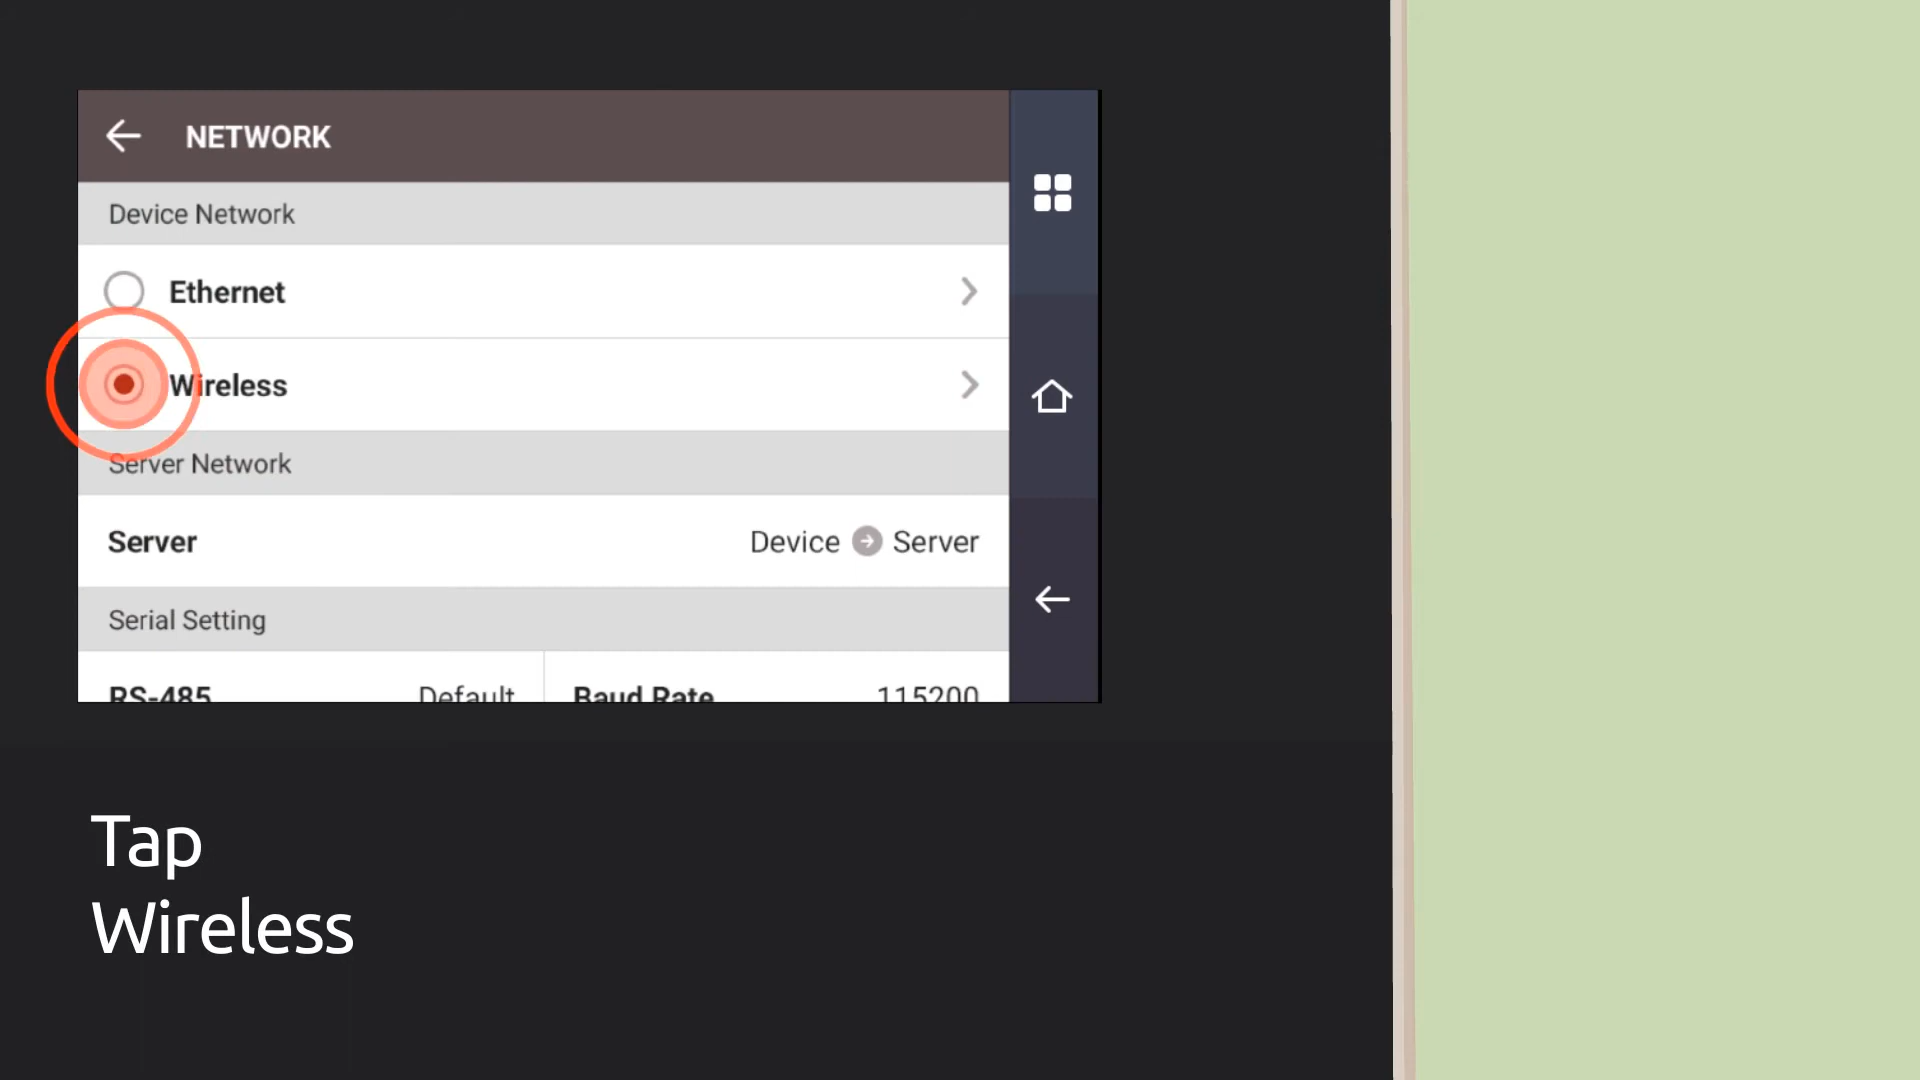 NETWORK
Device Network
Ethernet
Wireless
Server Network
Server Device Server
Serial Setting
RS-485 Default Baud Rate 115200
Tap
Wireless